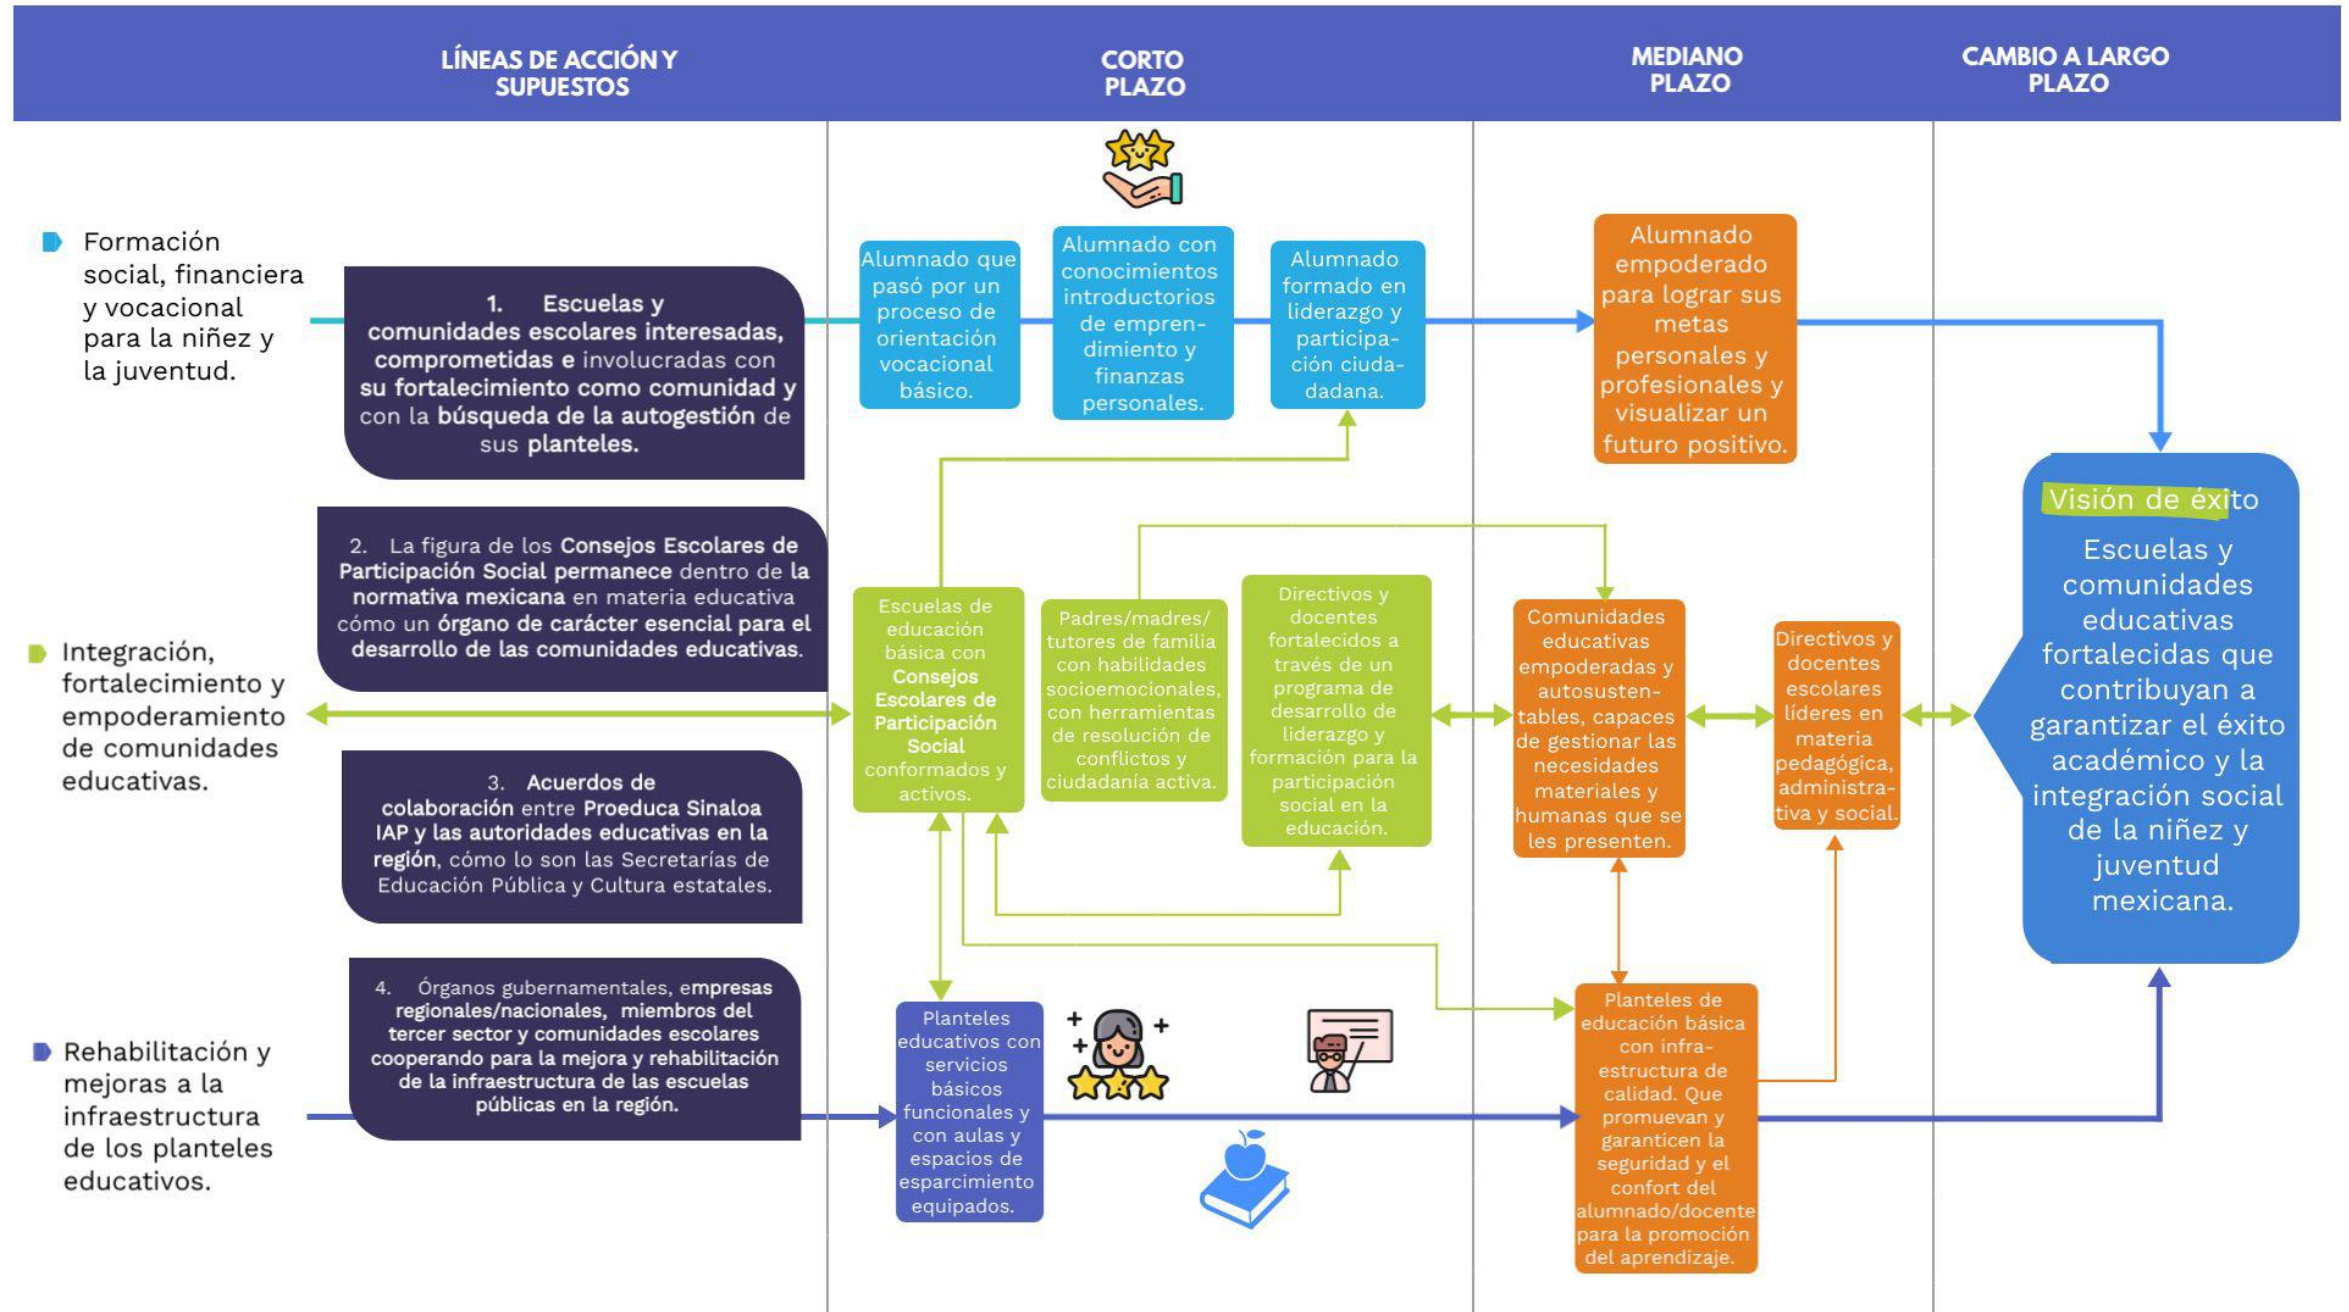 LÍNEAS DE ACCIÓN Y
SUPUESTOS
CORTO
PLAZO
MEDIANO
PLAZO
CAMBIO A LARGO
PLAZO
Formación
social, financiera
y vocacional
para la niñez y
la juventud.
1. Escuelas y
comunidades escolares interesadas,
comprometidas e involucradas con
su fortalecimiento como comunidad y
con la búsqueda de la autogestión de
sus planteles.
Alumnado que
pasó por un
proceso de
orientación
vocacional
básico.
Alumnado con
conocimientos
introductorios
de empren-
dimiento y
finanzas
personales.
Alumnado
formado en
liderazgo y
participa-
ción ciuda-
dadana.
Alumnado
empoderado
para lograr sus
metas
personales y
profesionales y
visualizar un
futuro positivo.
Integración,
fortalecimiento y
empoderamiento
de comunidades
educativas.
2. La figura de los Consejos Escolares de
Participación Social permanece dentro de la
normativa mexicana en materia educativa
cómo un órgano de carácter esencial para el
desarrollo de las comunidades educativas.
3. Acuerdos de
colaboración entre Proeduca Sinaloa
IAP y las autoridades educativas en la
región, cómo lo son las Secretarías de
Educación Pública y Cultura estatales.
Escuelas de
educación
básica con
Consejos
Escolares de
Participación
Social
conformados y
activos.
Padres/madres/
tutores de familia
con habilidades
socioemocionales,
con herramientas
de resolución de
conflictos y
ciudadanía activa.
Directivos y
docentes
fortalecidos a
través de un
programa de
desarrollo de
liderazgo y
formación para la
participación
social en la
educación.
Comunidades
educativas
empoderadas y
autosusten-
tables, capaces
de gestionar las
necesidades
materiales y
humanas que se
les presenten.
Directivos y
docentes
escolares
líderes en
materia
pedagógica,
administra-
tiva y social.
Visión de éxito
Escuelas y
comunidades
educativas
fortalecidas que
contribuyan a
garantizar el éxito
académico y la
integración social
de la niñez y
juventud
mexicana.
Rehabilitación y
mejoras a la
infraestructura
de los planteles
educativos.
4. Órganos gubernamentales, empresas
regionales/nacionales, miembros del
tercer sector y comunidades escolares
cooperando para la mejora y rehabilitación
de la infraestructura de las escuelas
públicas en la región.
Planteles
educativos con
servicios
básicos
funcionales y
con aulas y
espacios de
esparcimiento
equipados.
Planteles de
educación básica
con infra-
estructura de
calidad. Que
promuevan y
garanticen la
seguridad y el
confort del
alumnado/docente
para la promoción
del aprendizaje.